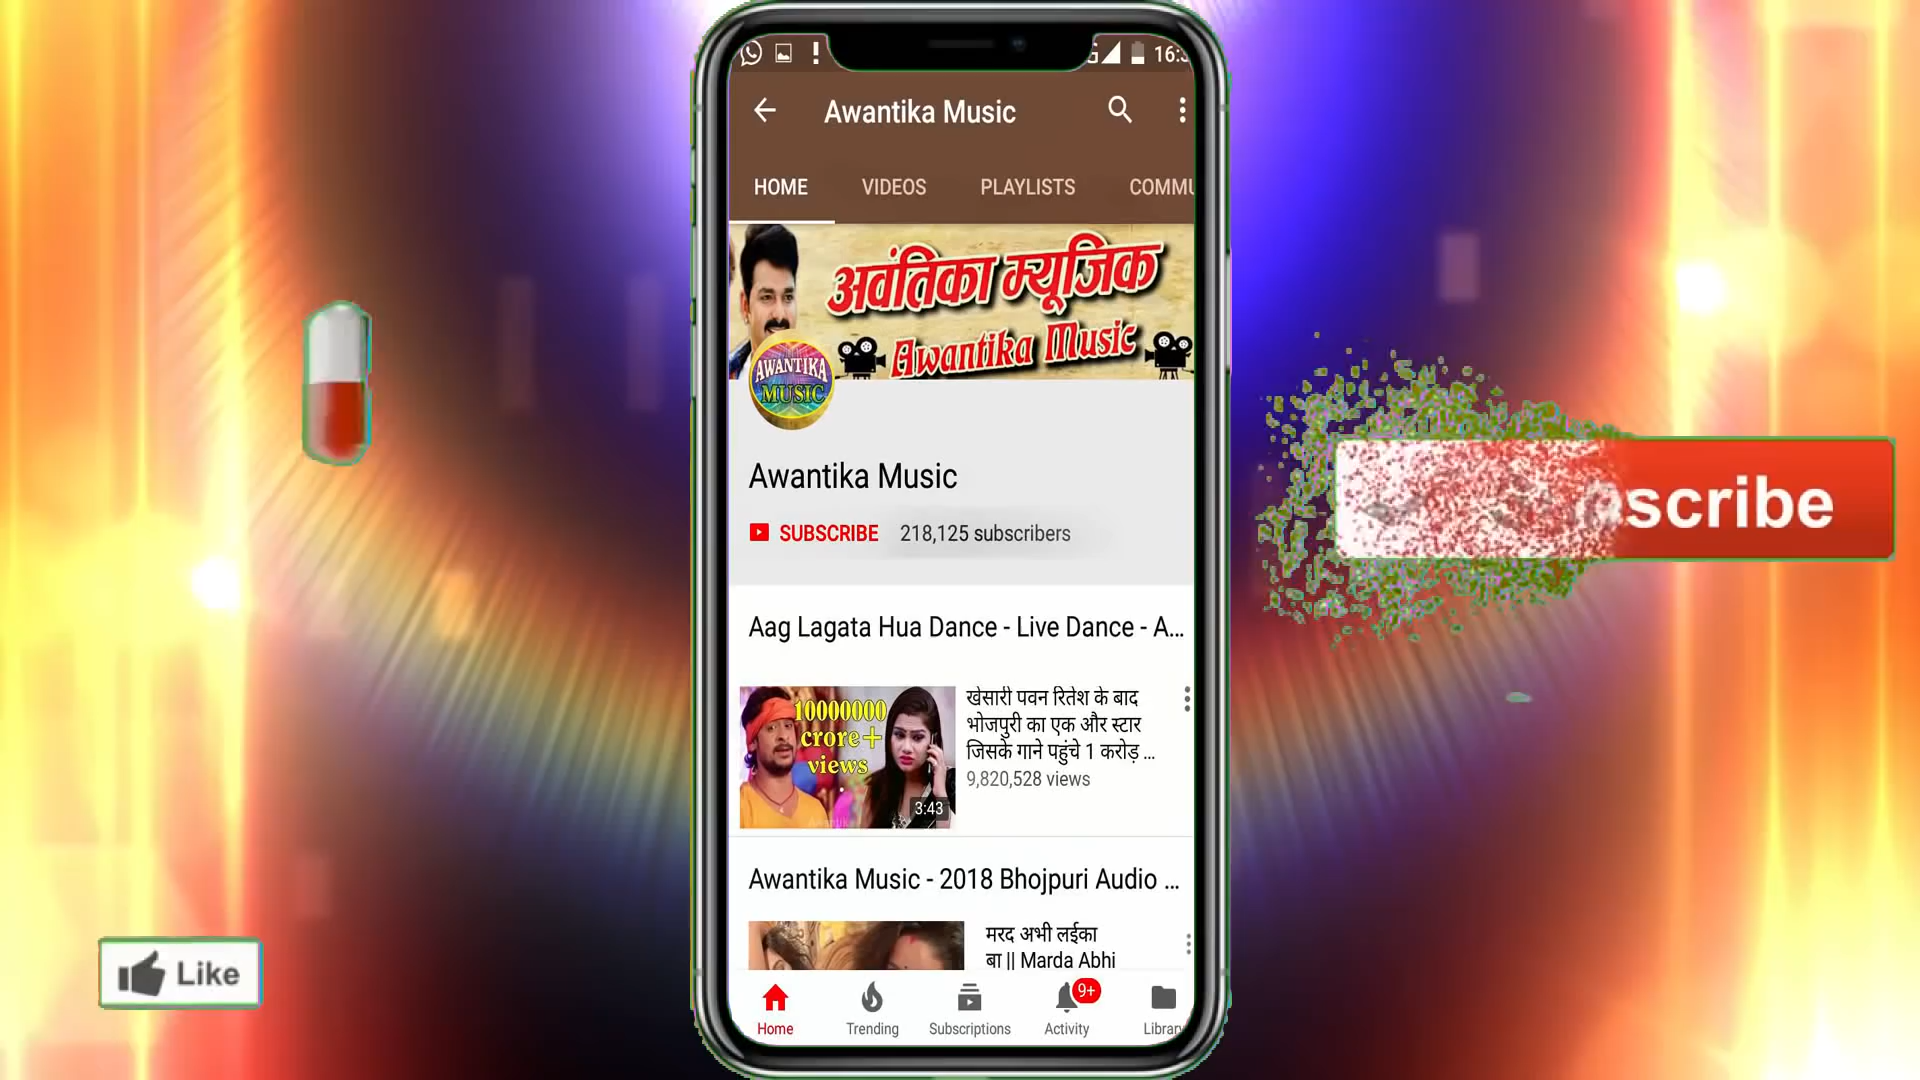 Awantika Music
HOME VIDEOS PLAYLISTS
अवंतिका म्यूजिक
Awantika Music
AWANTIKA
MUSIC
Awantika Music
SUBSCRIBE 218,125 subscribers
scribe
Aag Lagata Hua Dance - Live Dance - A...
10000000
crore+
views
3:43
खेसारी पवन रितेश के बाद
भोजपुरी का एक और स्टार
जिसके गाने पहुंचे 1 करोड़ ...
9,820,528 views
Awantika Music - 2018 Bhojpuri Audio ...
मरद अभी लईका
बा || Marda Abhi
Like
9+
Home Trending Subscriptions Activity Library